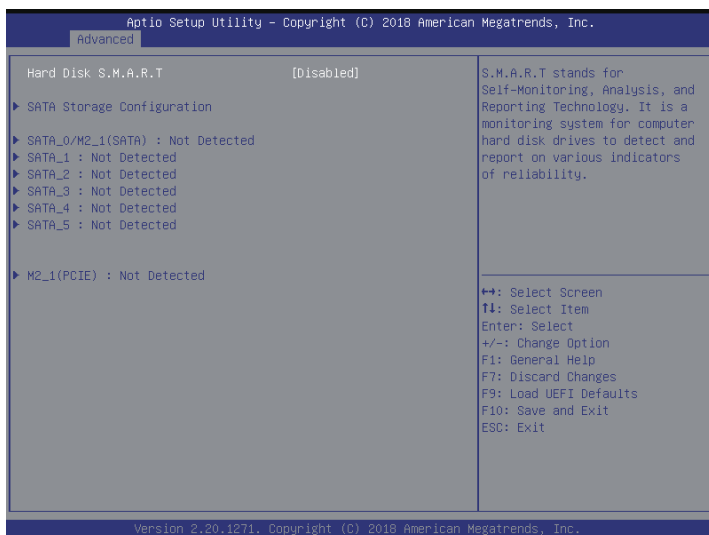 Aptio Setup Utility – Copyright (C) 2018 American Megatrends, Inc.
Advanced
Hard Disk S.M.A.R.T [Disabled]
SATA Storage Configuration
SATA_0/M2_1(SATA) : Not Detected
SATA_1 : Not Detected
SATA_2 : Not Detected
SATA_3 : Not Detected
SATA_4 : Not Detected
SATA_5 : Not Detected
M2_1(PCIE) : Not Detected
S.M.A.R.T stands for
Self-Monitoring, Analysis, and
Reporting Technology. It is a
monitoring system for computer
hard disk drives to detect and
report on various indicators
of reliability.
↔: Select Screen
↑↓: Select Item
Enter: Select
+/-: Change Option
F1: General Help
F7: Discard Changes
F9: Load UEFI Defaults
F10: Save and Exit
ESC: Exit
Version 2.20.1271. Copyright (C) 2018 American Megatrends, Inc.